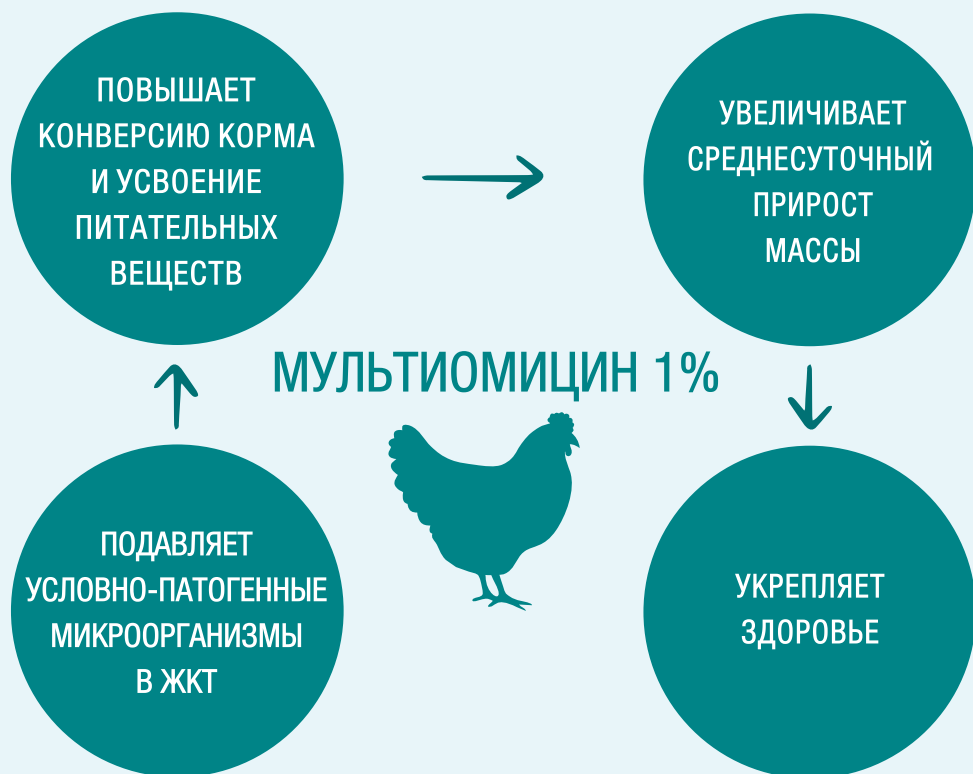 ПОВЫШАЕТ
КОНВЕРСИЮ КОРМА
И УСВОЕНИЕ
ПИТАТЕЛЬНЫХ
ВЕЩЕСТВ
УВЕЛИЧИВАЕТ
СРЕДНЕСУТОЧНЫЙ
ПРИРОСТ
МАССЫ
МУЛЬТИОМИЦИН 1%
ПОДАВЛЯЕТ
УСЛОВНО-ПАТОГЕННЫЕ
МИКРООРГАНИЗМЫ
В ЖКТ
УКРЕПЛЯЕТ
ЗДОРОВЬЕ